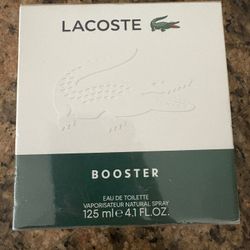 LACOSTE
BOOSTER
EAU DE TOILETTE
VAPORISATEUR NATURAL SPRAY
125 ml e 4.1 FL.OZ.